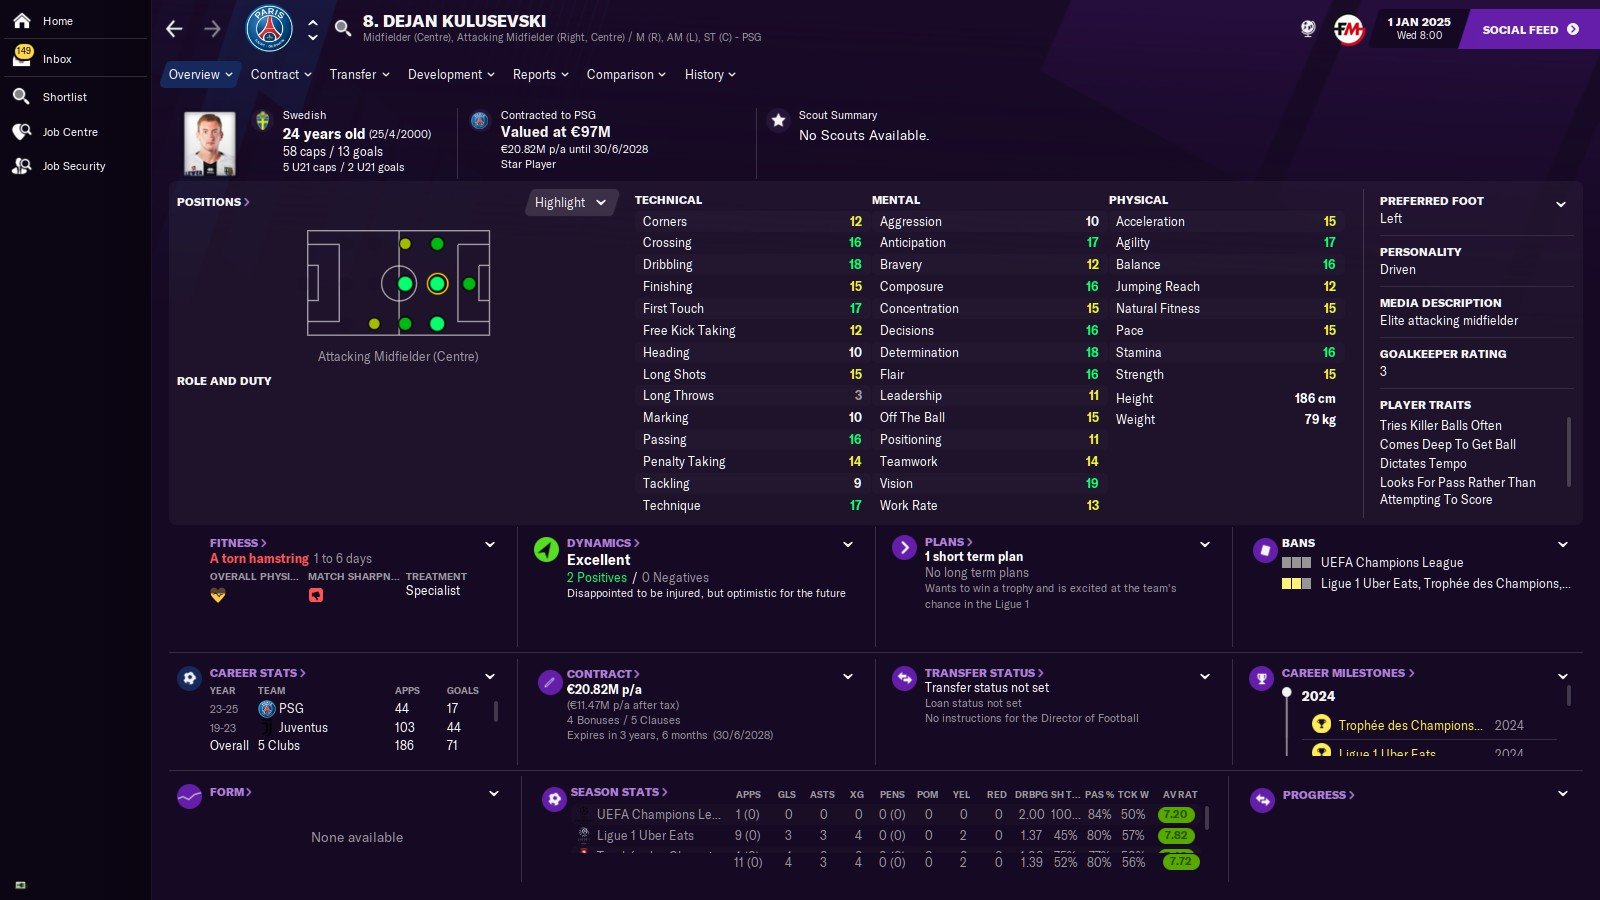 Home
149
Inbox
Shortlist
Job Centre
Job Security
PARIS
8. DEJAN KULUSEVSKI
Midfielder (Centre), Attacking Midfielder (Right, Centre) / M (R), AM (L), ST (C) - PSG
FM
1 JAN 2025
Wed 8:00
SOCIAL FEED
Overview
Contract
Transfer
Development
Reports
Comparison
History
Swedish
24 years old (25/4/2000)
58 caps / 13 goals
5 U21 caps / 2 U21 goals
Contracted to PSG
Valued at €97M
€20.82M p/a until 30/6/2028
Star Player
Scout Summary
No Scouts Available.
POSITIONS
Highlight
Attacking Midfielder (Centre)
ROLE AND DUTY
TECHNICAL
Corners 12
Crossing 16
Dribbling 18
Finishing 15
First Touch 17
Free Kick Taking 12
Heading 10
Long Shots 15
Long Throws 3
Marking 10
Passing 16
Penalty Taking 14
Tackling 9
Technique 17
MENTAL
Aggression 10
Anticipation 17
Bravery 12
Composure 16
Concentration 15
Decisions 16
Determination 18
Flair 16
Leadership 11
Off The Ball 15
Positioning 11
Teamwork 14
Vision 19
Work Rate 13
PHYSICAL
Acceleration 15
Agility 17
Balance 16
Jumping Reach 12
Natural Fitness 15
Pace 15
Stamina 16
Strength 15
Height 186 cm
Weight 79 kg
PREFERRED FOOT
Left
PERSONALITY
Driven
MEDIA DESCRIPTION
Elite attacking midfielder
GOALKEEPER RATING
3
PLAYER TRAITS
Tries Killer Balls Often
Comes Deep To Get Ball
Dictates Tempo
Looks For Pass Rather Than
Attempting To Score
FITNESS
A torn hamstring 1 to 6 days
OVERALL PHYSI... MATCH SHARPN... TREATMENT
Specialist
DYNAMICS
Excellent
2 Positives / 0 Negatives
Disappointed to be injured, but optimistic for the future
PLANS
1 short term plan
No long term plans
Wants to win a trophy and is excited at the team's
chance in the Ligue 1
BANS
UEFA Champions League
Ligue 1 Uber Eats, Trophée des Champions,...
CAREER STATS
YEAR TEAM APPS GOALS
23-25 PSG 44 17
19-23 Juventus 103 44
Overall 5 Clubs 186 71
CONTRACT
€20.82M p/a
(€11.47M p/a after tax)
4 Bonuses / 5 Clauses
Expires in 3 years, 6 months (30/6/2028)
TRANSFER STATUS
Transfer status not set
Loan status not set
No instructions for the Director of Football
CAREER MILESTONES
2024
Trophée des Champions... 2024
Ligue 1 Uber Eats 2024
FORM
None available
SEASON STATS
APPS GLS ASTS XG PENS POM YEL RED DRBPG SH T... PAS % TCK W AV RAT
UEFA Champions Le... 1 (0) 0 0 0 0 (0) 0 0 0 2.00 100... 84% 50% 7.20
Ligue 1 Uber Eats 9 (0) 3 3 4 0 (0) 0 2 0 1.37 45% 80% 57% 7.82
11 (0) 4 3 4 0 (0) 0 2 0 1.39 52% 80% 56% 7.72
PROGRESS